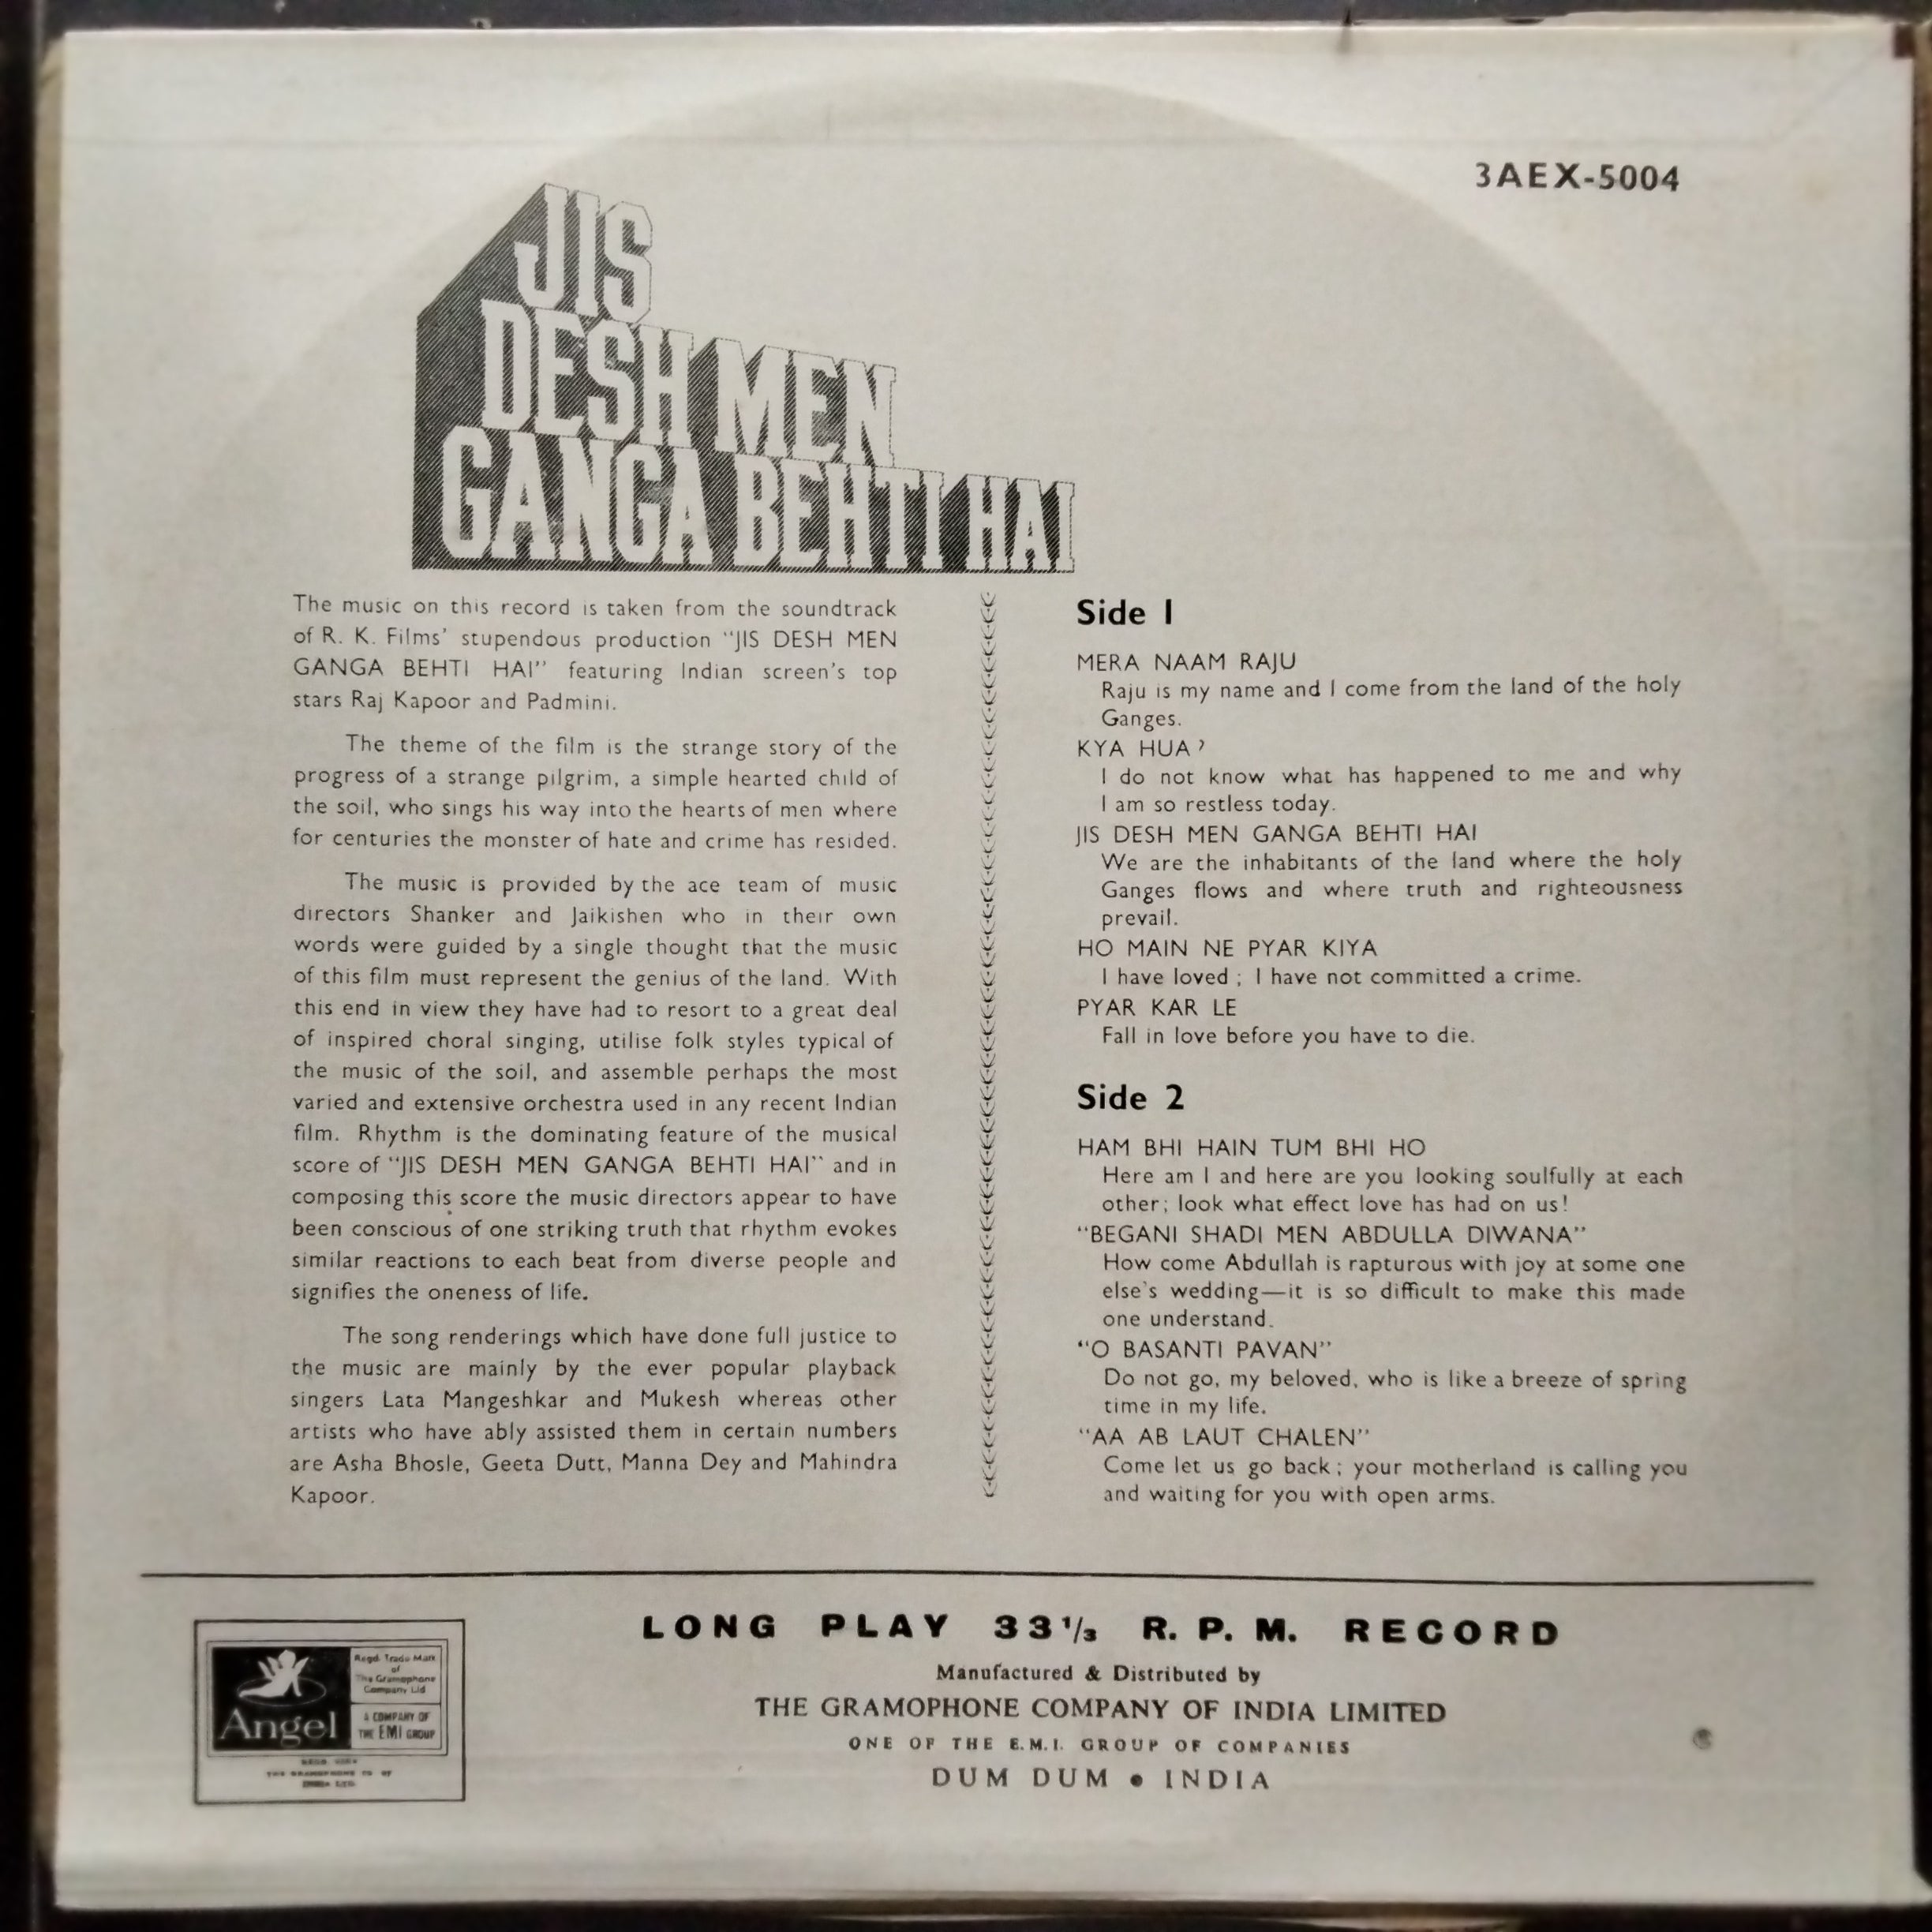 3AEX-5004
JIS
DESH MEN
GANGA BEHTI HAI
The music on this record is taken from the soundtrack
of R. K. Films' stupendous production "JIS DESH MEN
GANGA BEHTI HAI" featuring Indian screen's top
stars Raj Kapoor and Padmini.
The theme of the film is the strange story of the
progress of a strange pilgrim, a simple hearted child of
the soil, who sings his way into the hearts of men where
for centuries the monster of hate and crime has resided.
The music is provided by the ace team of music
directors Shanker and Jaikishen who in their own
words were guided by a single thought that the music
of this film must represent the genius of the land. With
this end in view they have had to resort to a great deal
of inspired choral singing, utilise folk styles typical of
the music of the soil, and assemble perhaps the most
varied and extensive orchestra used in any recent Indian
film. Rhythm is the dominating feature of the musical
score of "JIS DESH MEN GANGA BEHTI HAI" and in
composing this score the music directors appear to have
been conscious of one striking truth that rhythm evokes
similar reactions to each beat from diverse people and
signifies the oneness of life.
The song renderings which have done full justice to
the music are mainly by the ever popular playback
singers Lata Mangeshkar and Mukesh whereas other
artists who have ably assisted them in certain numbers
are Asha Bhosle, Geeta Dutt, Manna Dey and Mahindra
Kapoor.
Side 1
MERA NAAM RAJU
Raju is my name and I come from the land of the holy
Ganges.
KYA HUA?
I do not know what has happened to me and why
I am so restless today.
JIS DESH MEN GANGA BEHTI HAI
We are the inhabitants of the land where the holy
Ganges flows and where truth and righteousness
prevail.
HO MAIN NE PYAR KIYA
I have loved ; I have not committed a crime.
PYAR KAR LE
Fall in love before you have to die.
Side 2
HAM BHI HAIN TUM BHI HO
Here am I and here are you looking soulfully at each
other; look what effect love has had on us!
"BEGANI SHADI MEN ABDULLA DIWANA"
How come Abdullah is rapturous with joy at some one
else's wedding—it is so difficult to make this made
one understand.
"O BASANTI PAVAN"
Do not go, my beloved, who is like a breeze of spring
time in my life.
"AA AB LAUT CHALEN"
Come let us go back ; your motherland is calling you
and waiting for you with open arms.
LONG PLAY 33⅓ R. P. M. RECORD
Manufactured & Distributed by
THE GRAMOPHONE COMPANY OF INDIA LIMITED
ONE OF THE E.M.I. GROUP OF COMPANIES
DUM DUM • INDIA
Angel
Regd. Trade Mark
of
The Gramophone
Company Ltd
A COMPANY OF
THE EMI GROUP